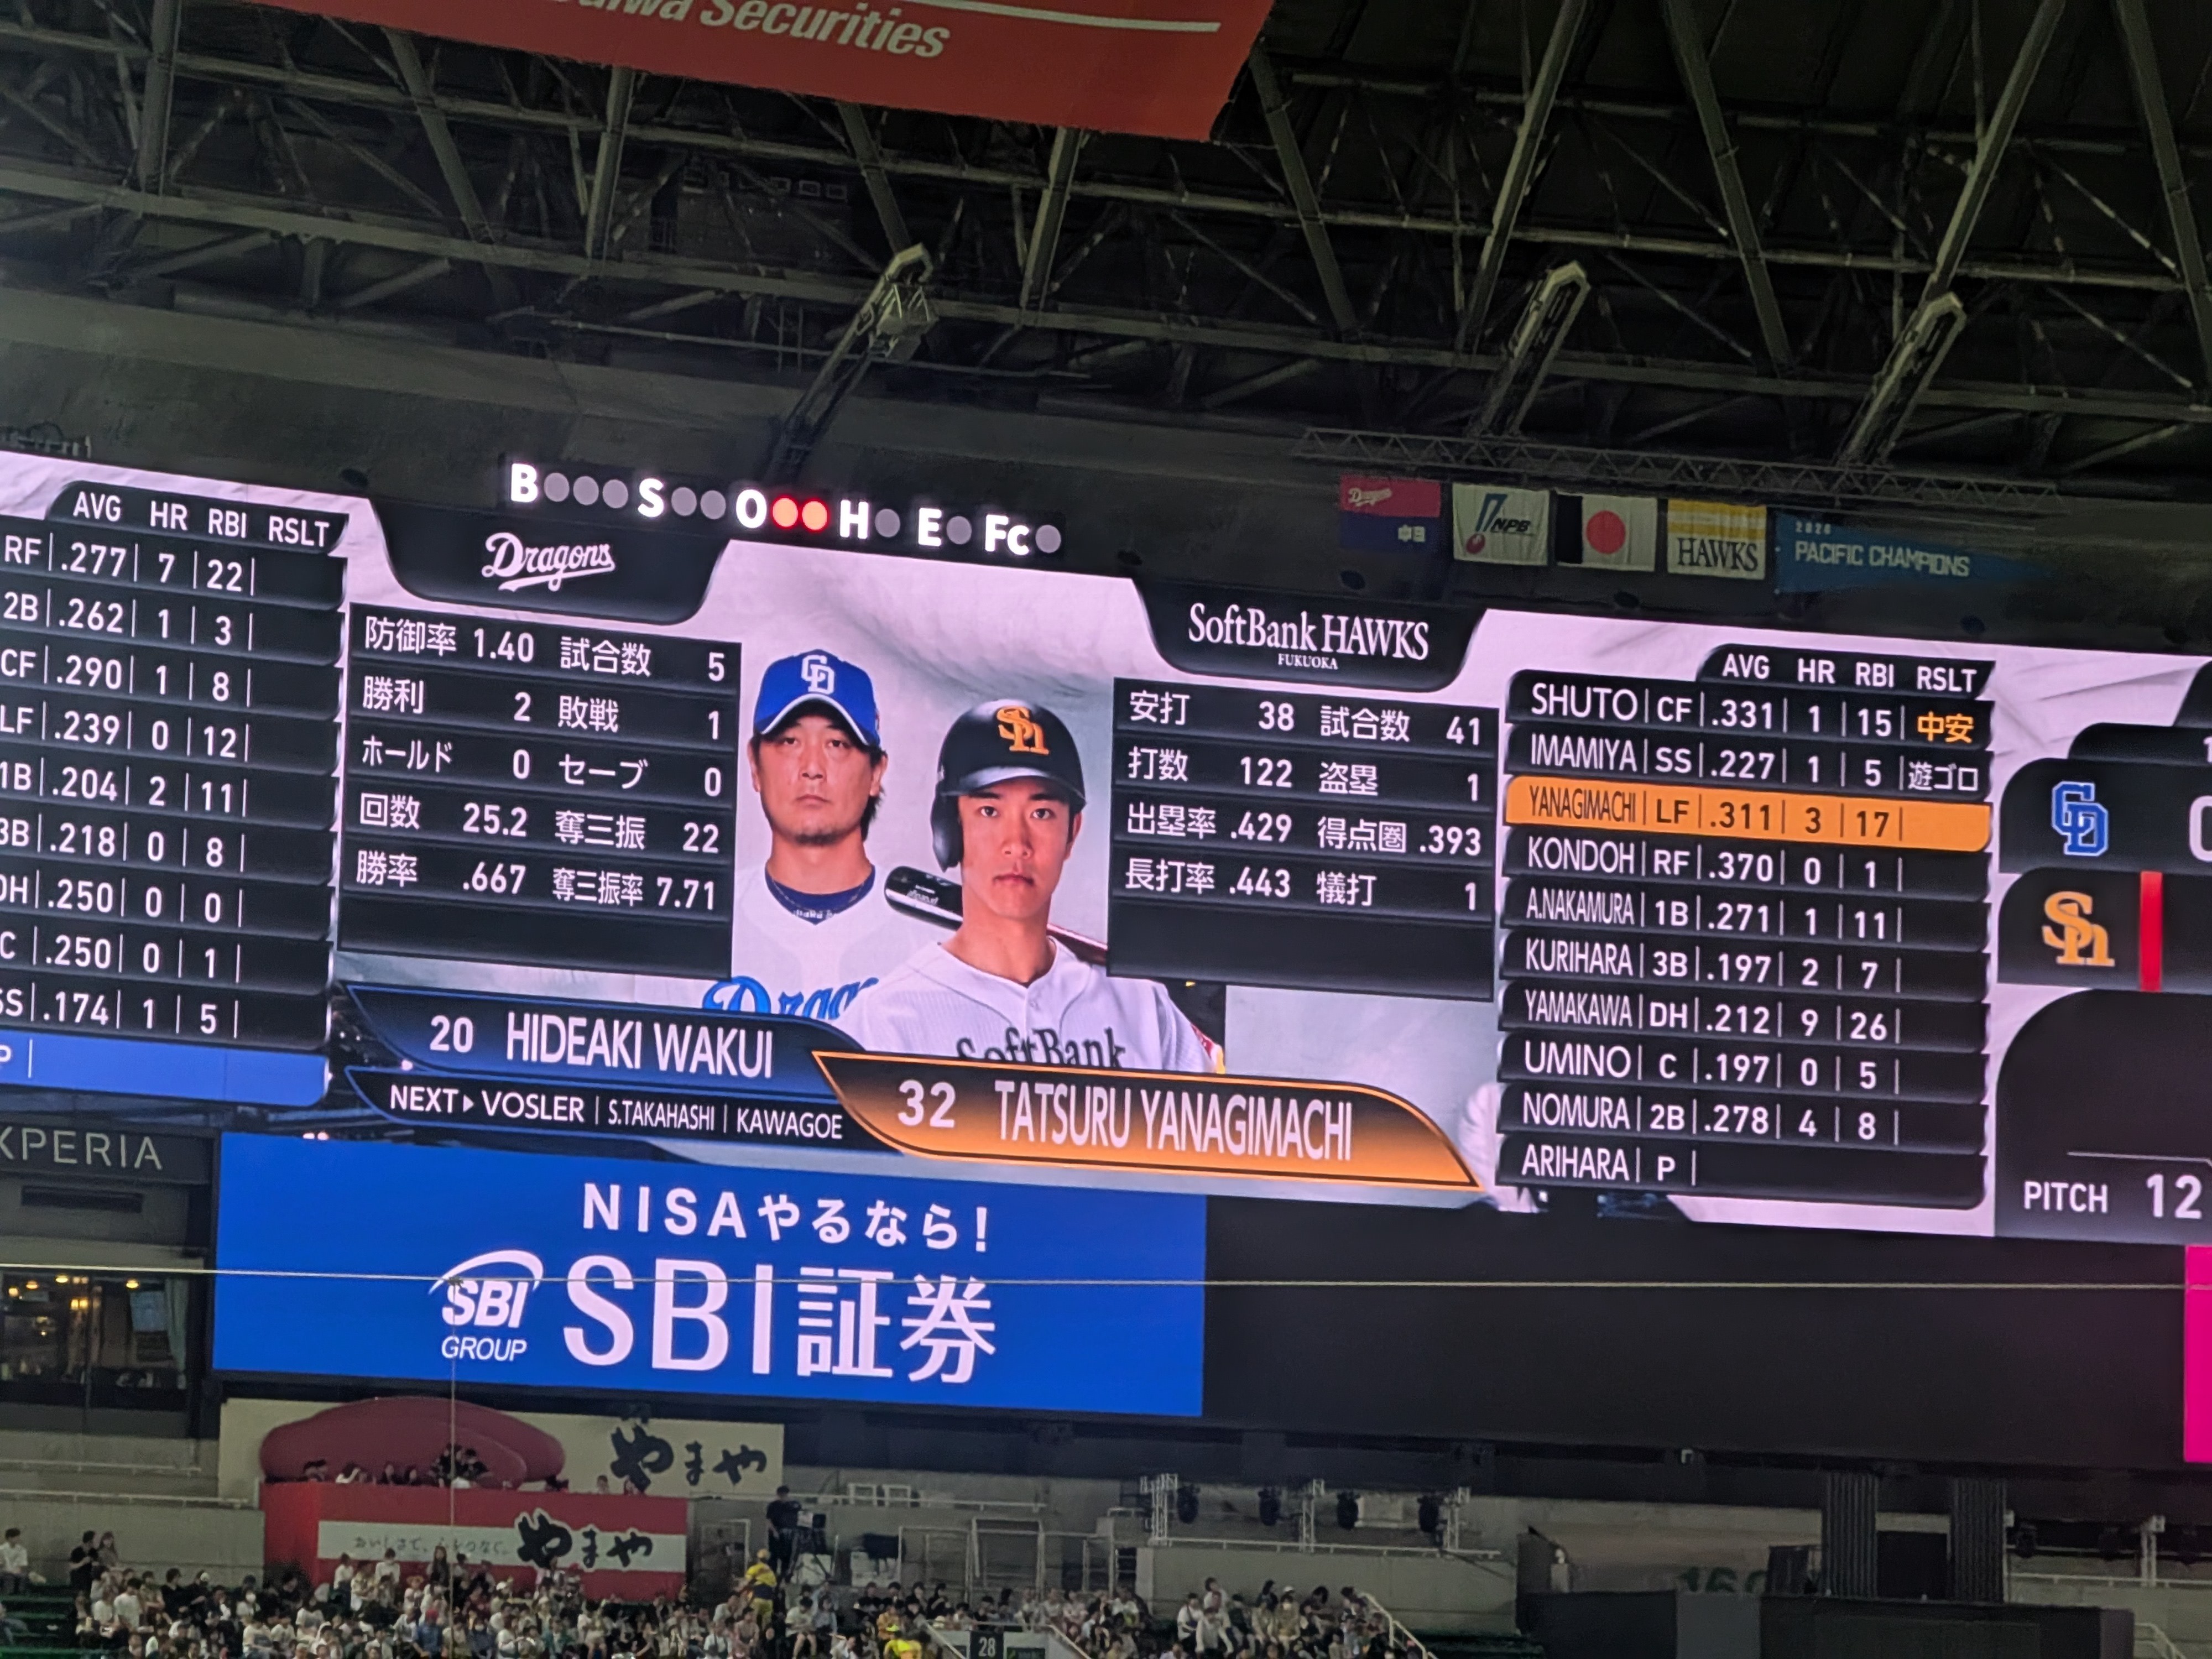 Daiwa Securities
B S O H E Fc
Dragons
NPB
HAWKS
PACIFIC CHAMPIONS
AVG HR RBI RSLT
RF .277 7 22
2B .262 1 3
CF .290 1 8
LF .239 0 12
1B .204 2 11
3B .218 0 8
DH .250 0 0
C .250 0 1
SS .174 1 5
P
Dragons
防御率 1.40 試合数 5
勝利 2 敗戦 1
ホールド 0 セーブ 0
回数 25.2 奪三振 22
勝率 .667 奪三振率 7.71
20 HIDEAKI WAKUI
NEXT▶VOSLER | S.TAKAHASHI | KAWAGOE
SoftBank HAWKS
FUKUOKA
安打 38 試合数 41
打数 122 盗塁 1
出塁率 .429 得点圏 .393
長打率 .443 犠打 1
SoftBank
32 TATSURU YANAGIMACHI
AVG HR RBI RSLT
SHUTO CF .331 1 15 中安
IMAMIYA SS .227 1 5 遊ゴロ
YANAGIMACHI LF .311 3 17
KONDOH RF .370 0 1
A.NAKAMURA 1B .271 1 11
KURIHARA 3B .197 2 7
YAMAKAWA DH .212 9 26
UMINO C .197 0 5
NOMURA 2B .278 4 8
ARIHARA P
PITCH 12
XPERIA
NISAやるなら!
SBI
GROUP
SBI証券
やまや
やまや
28